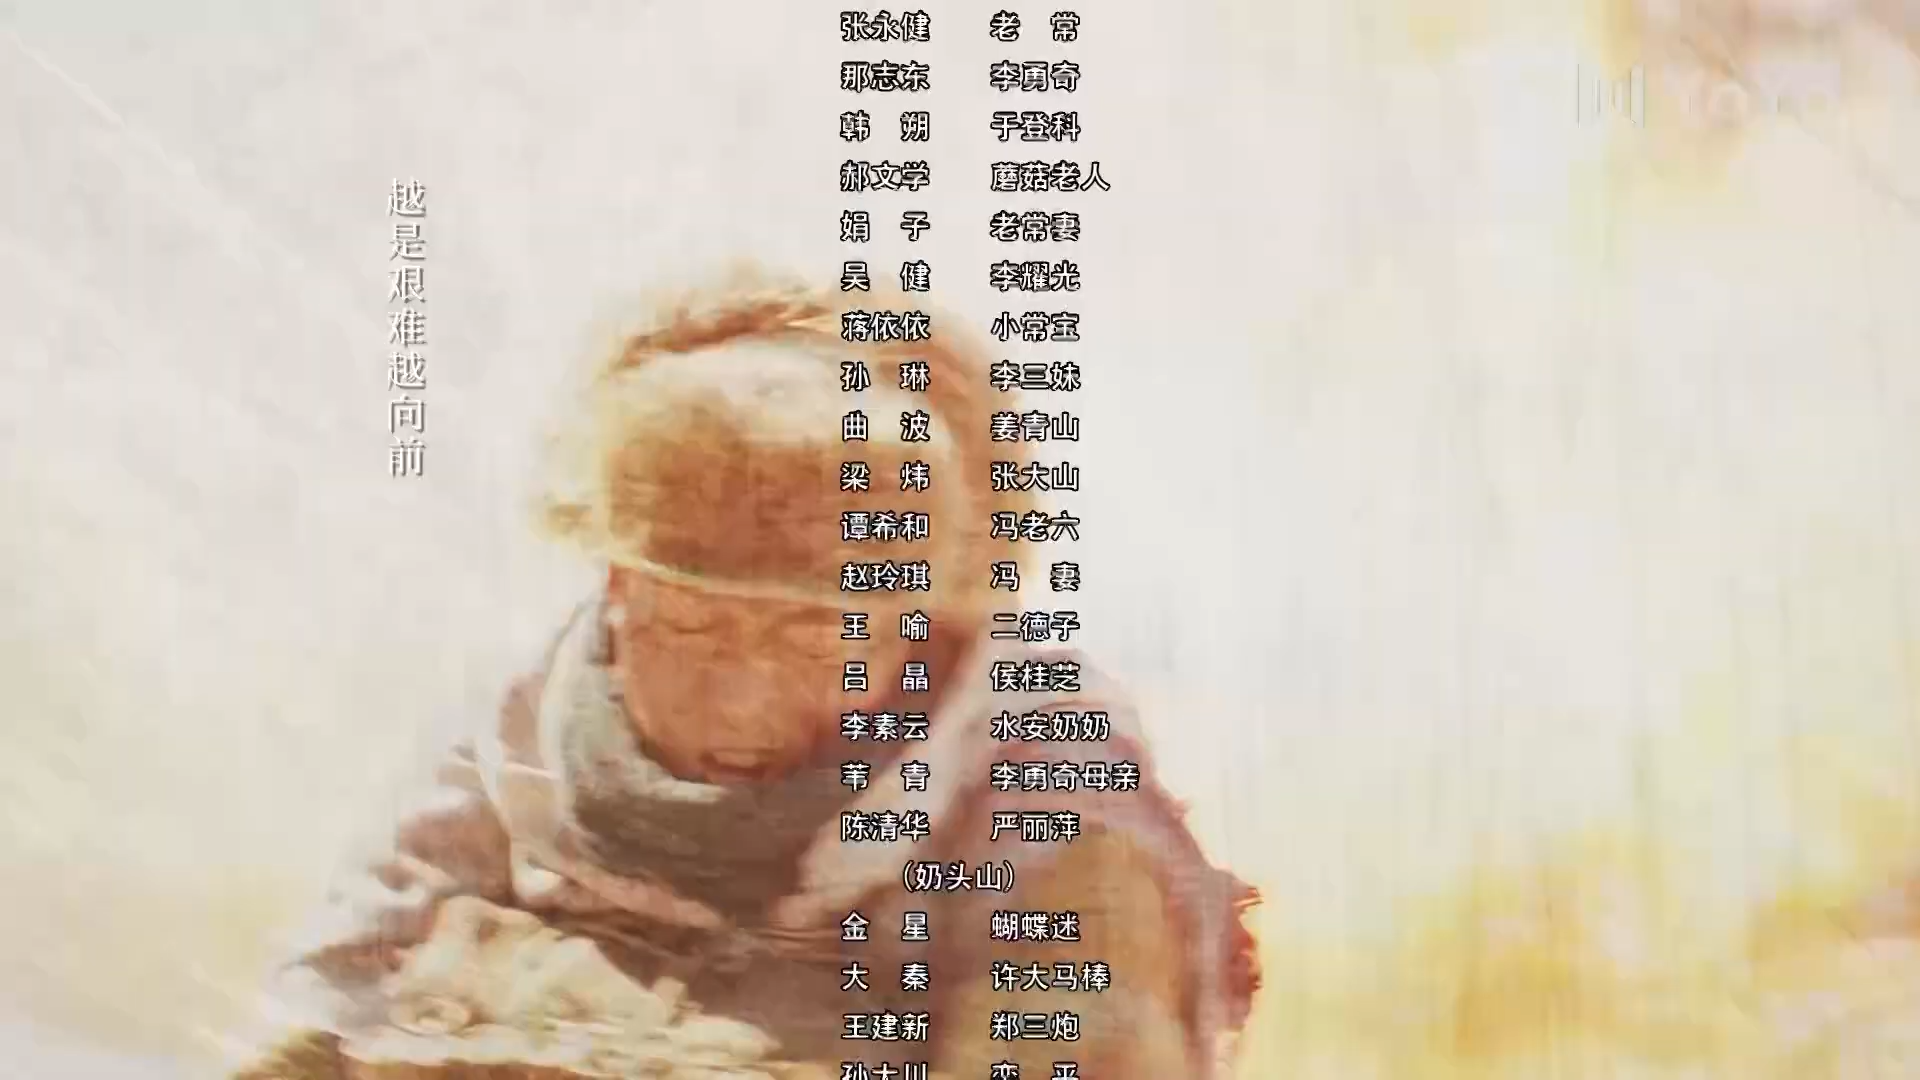 越是艰难越向前
张永健 老 常
那志东 李勇奇
韩 朔 于登科
郝文学 蘑菇老人
娟 子 老常妻
吴 健 李耀光
蒋依依 小常宝
孙 琳 李三妹
曲 波 姜青山
梁 炜 张大山
谭希和 冯老六
赵玲琪 冯 妻
王 喻 二德子
吕 晶 侯桂芝
李素云 水安奶奶
苇 青 李勇奇母亲
陈清华 严丽萍
(奶头山)
金 星 蝴蝶迷
大 秦 许大马棒
王建新 郑三炮
孙大川 栾 平